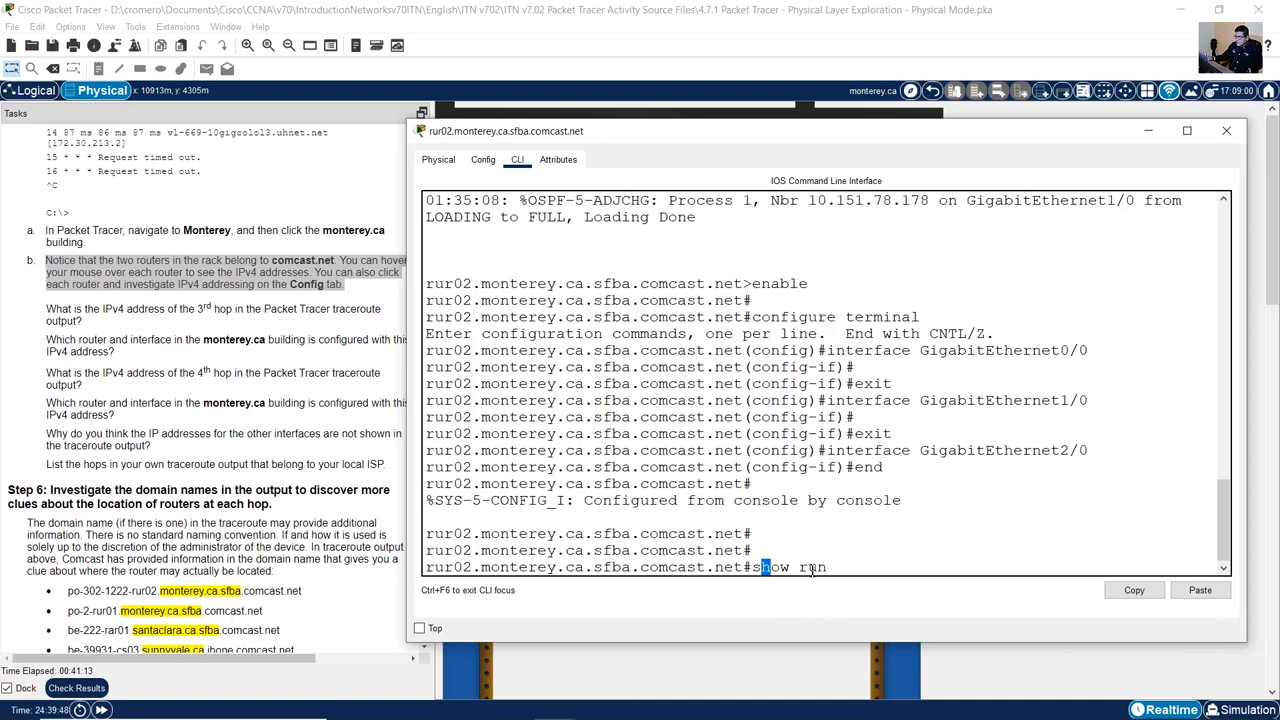 Cisco Packet Tracer - D:\cromero\Documents\Cisco\CCNA\v70\IntroductionNetworksv70ITN\English\ITN v702\ITN v7.02 Packet Tracer Activity Source Files\4.7.1 Packet Tracer - Physical Layer Exploration - Physical Mode.pka
File Edit Options View Tools Extensions Window Help
Logical Physical x: 10913m, y: 4305m monterey.ca 17:09:00
Tasks
14 87 ms 86 ms 87 ms vl-669-10gigcolo13.uhnet.net
[172.30.213.2]
15 * * * Request timed out.
16 * * * Request timed out.
^C
C:\>
a. In Packet Tracer, navigate to Monterey, and then click the monterey.ca
building.
b. Notice that the two routers in the rack belong to comcast.net. You can hover
your mouse over each router to see the IPv4 addresses. You can also click
each router and investigate IPv4 addressing on the Config tab.
What is the IPv4 address of the 3rd hop in the Packet Tracer traceroute
output?
Which router and interface in the monterey.ca building is configured with this
IPv4 address?
What is the IPv4 address of the 4th hop in the Packet Tracer traceroute
output?
Which router and interface in the monterey.ca building is configured with this
IPv4 address?
Why do you think the IP addresses for the other interfaces are not shown in
the traceroute output?
List the hops in your own traceroute output that belong to your local ISP.
Step 6: Investigate the domain names in the output to discover more
clues about the location of routers at each hop.
The domain name (if there is one) in the traceroute may provide additional
information. There is no standard naming convention. If and how it is used is
solely up to the discretion of the administrator of the device. In traceroute output
above, Comcast has provided information in the domain name that gives you a
clue about where the router may actually be located:
• po-302-1222-rur02.monterey.ca.sfba.comcast.net
• po-2-rur01.monterey.ca.sfba.comcast.net
• be-222-rar01.santaclara.ca.sfba.comcast.net
• be-39931-cs03.sunnyvale.ca.ibone.comcast.net
Time Elapsed: 00:41:13
Dock Check Results
Time: 24:39:48
Realtime Simulation
rur02.monterey.ca.sfba.comcast.net
Physical Config CLI Attributes
IOS Command Line Interface
01:35:08: %OSPF-5-ADJCHG: Process 1, Nbr 10.151.78.178 on GigabitEthernet1/0 from
LOADING to FULL, Loading Done
rur02.monterey.ca.sfba.comcast.net>enable
rur02.monterey.ca.sfba.comcast.net#
rur02.monterey.ca.sfba.comcast.net#configure terminal
Enter configuration commands, one per line. End with CNTL/Z.
rur02.monterey.ca.sfba.comcast.net(config)#interface GigabitEthernet0/0
rur02.monterey.ca.sfba.comcast.net(config-if)#
rur02.monterey.ca.sfba.comcast.net(config-if)#exit
rur02.monterey.ca.sfba.comcast.net(config)#interface GigabitEthernet1/0
rur02.monterey.ca.sfba.comcast.net(config-if)#
rur02.monterey.ca.sfba.comcast.net(config-if)#exit
rur02.monterey.ca.sfba.comcast.net(config)#interface GigabitEthernet2/0
rur02.monterey.ca.sfba.comcast.net(config-if)#end
rur02.monterey.ca.sfba.comcast.net#
%SYS-5-CONFIG_I: Configured from console by console
rur02.monterey.ca.sfba.comcast.net#
rur02.monterey.ca.sfba.comcast.net#
rur02.monterey.ca.sfba.comcast.net#show run
Ctrl+F6 to exit CLI focus
Copy Paste
Top